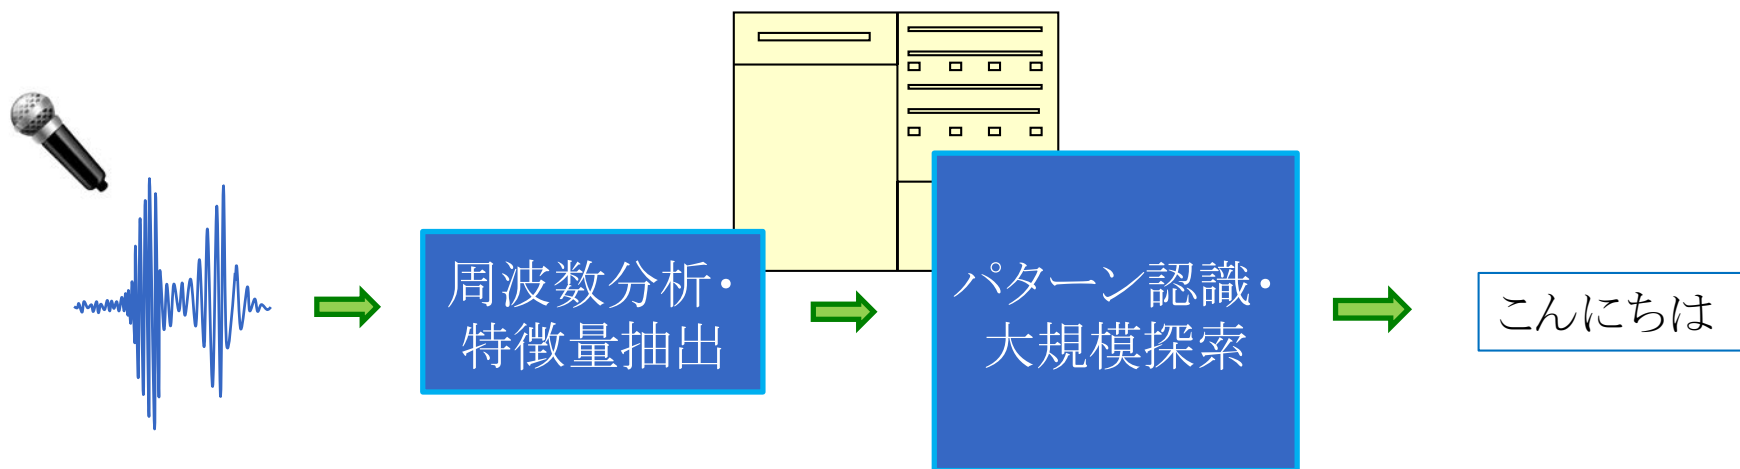 周波数分析・
特徴量抽出
パターン認識・
大規模探索
こんにちは